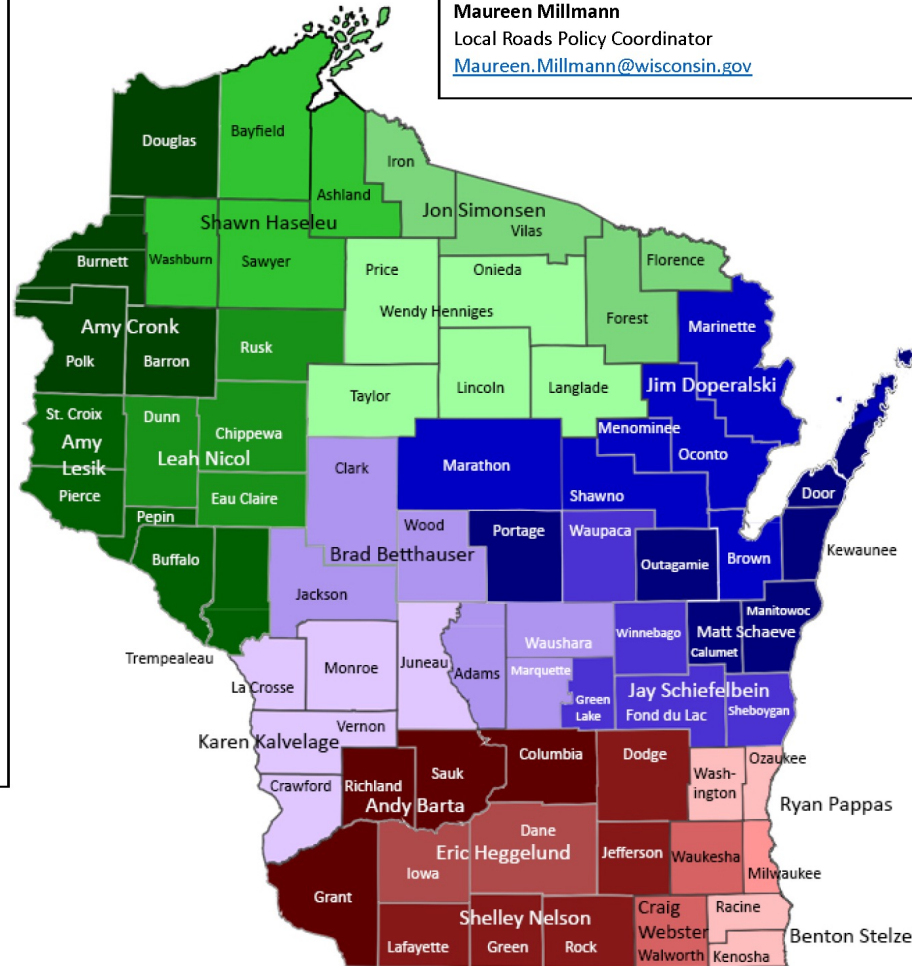 Maureen Millmann
Local Roads Policy Coordinator
Maureen.Millmann@wisconsin.gov
Douglas
Bayfield
Iron
Ashland
Jon Simonsen
Shawn Haseleu
Vilas
Burnett
Washburn
Sawyer
Price
Onieda
Florence
Wendy Henniges
Forest
Marinette
Amy Cronk
Rusk
Polk
Barron
Taylor
Lincoln
Langlade
Jim Doperalski
St. Croix
Dunn
Chippewa
Menominee
Amy
Lesik
Leah Nicol
Clark
Marathon
Oconto
Pierce
Eau Claire
Shawno
Door
Pepin
Wood
Portage
Waupaca
Buffalo
Brad Betthauser
Outagamie
Brown
Kewaunee
Jackson
Manitowoc
Trempealeau
Waushara
Winnebago
Matt Schaeve
Calumet
La Crosse
Monroe
Juneau
Adams
Marquette
Green
Lake
Jay Schiefelbein
Fond du Lac
Sheboygan
Vernon
Karen Kalvelage
Columbia
Dodge
Ozaukee
Crawford
Richland
Sauk
Wash-
ington
Andy Barta
Ryan Pappas
Dane
Eric Heggelund
Jefferson
Waukesha
Iowa
Milwaukee
Grant
Shelley Nelson
Craig
Webster
Racine
Benton Stelze
Lafayette
Green
Rock
Walworth
Kenosha